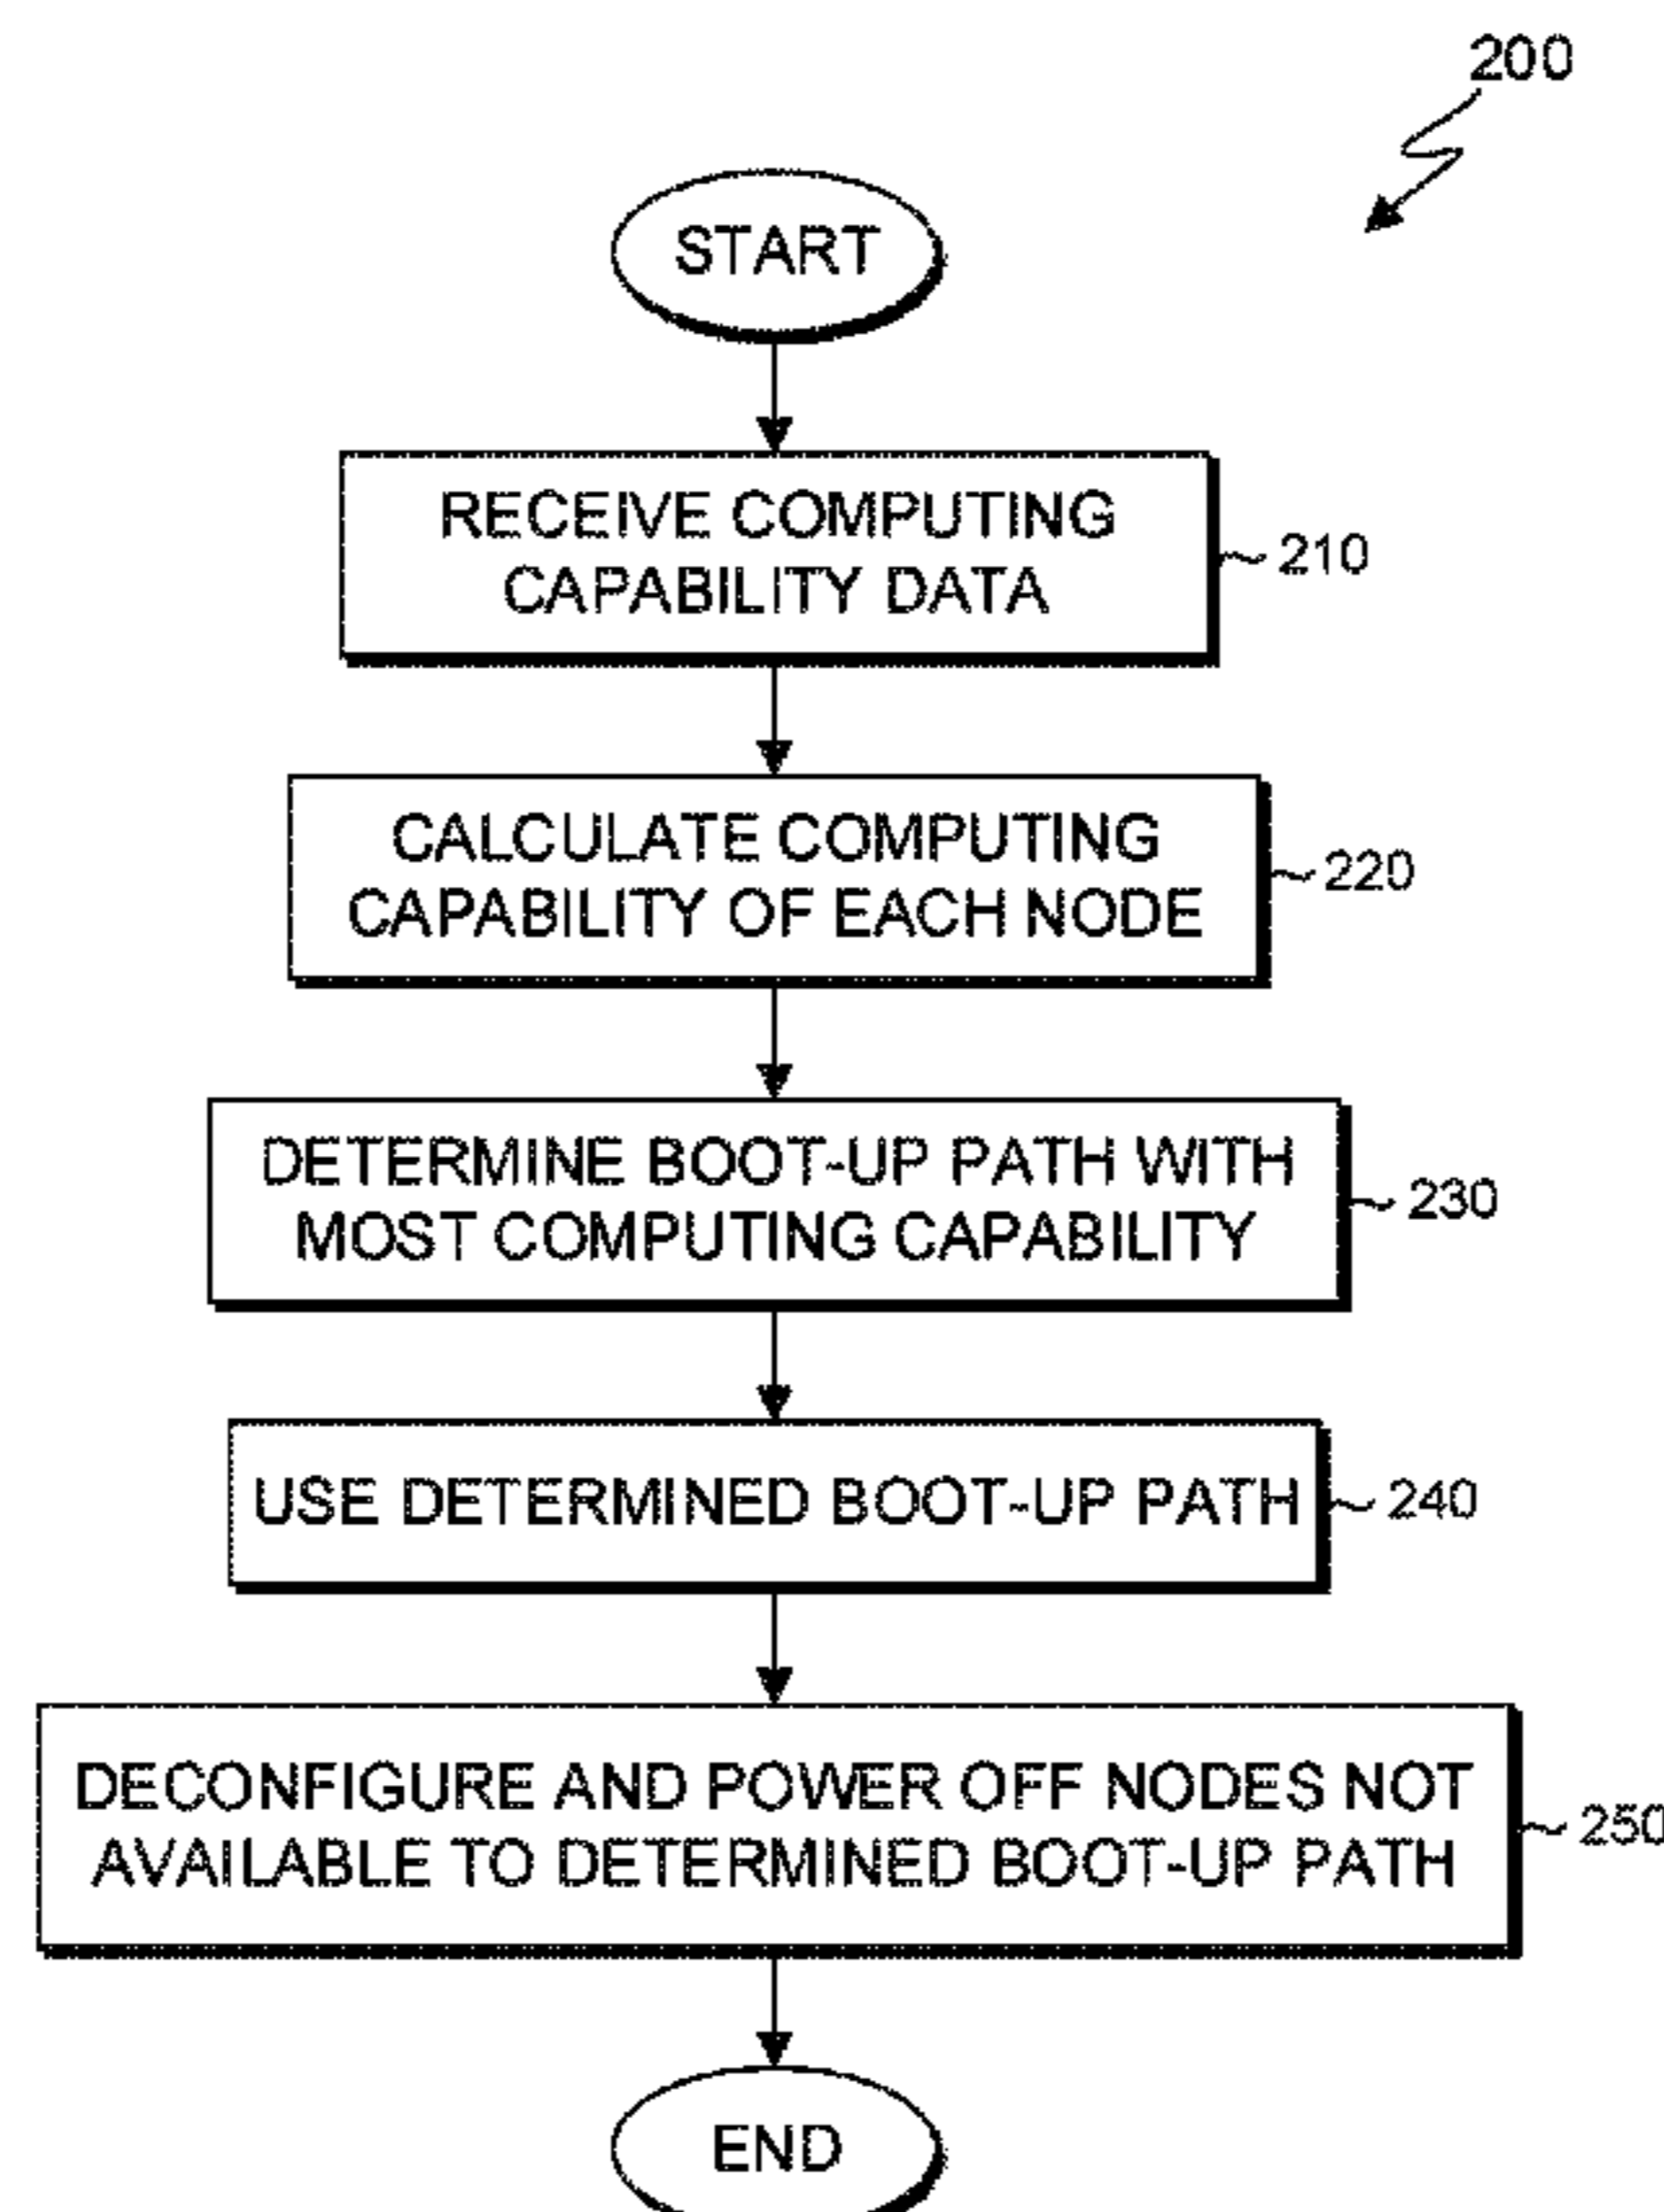 200
START
RECEIVE COMPUTING
CAPABILITY DATA
210
CALCULATE COMPUTING
CAPABILITY OF EACH NODE
220
DETERMINE BOOT-UP PATH WITH
MOST COMPUTING CAPABILITY
230
USE DETERMINED BOOT-UP PATH
240
DECONFIGURE AND POWER OFF NODES NOT
AVAILABLE TO DETERMINED BOOT-UP PATH
250
END